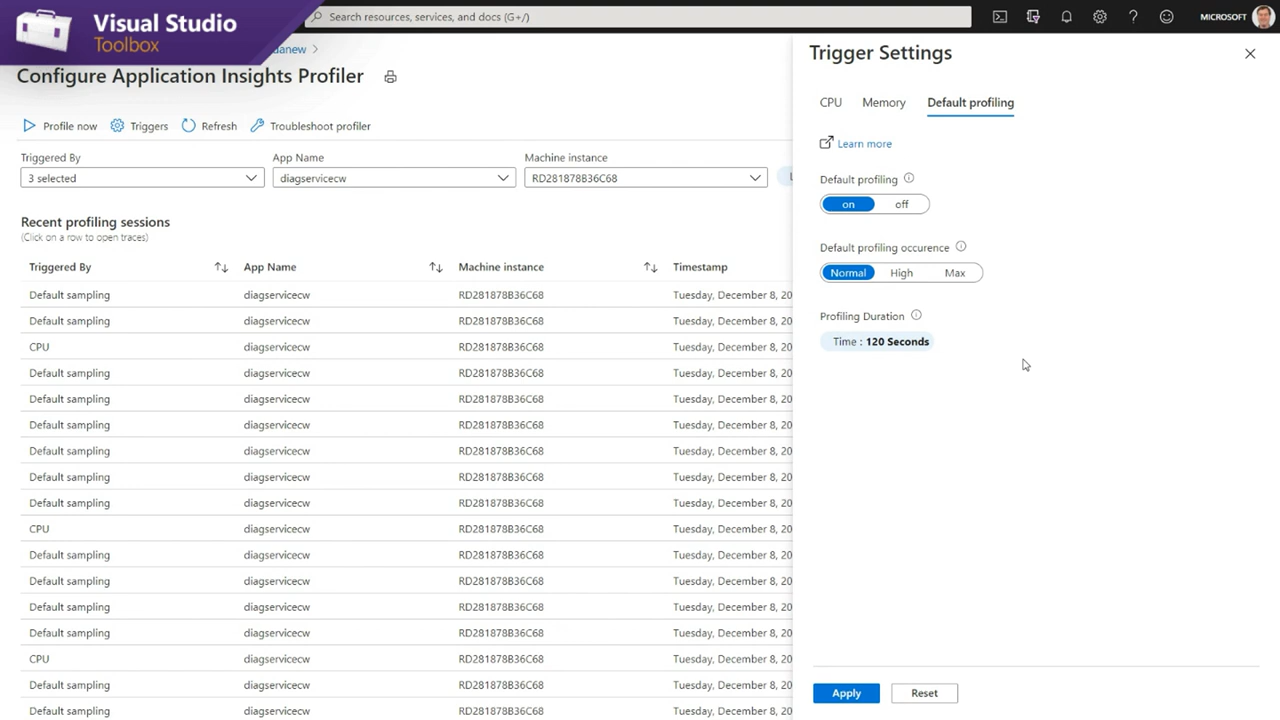 Visual Studio
Toolbox
Search resources, services, and docs (G+/)
MICROSOFT
danew
Configure Application Insights Profiler
Profile now
Triggers
Refresh
Troubleshoot profiler
Triggered By
App Name
Machine instance
3 selected
diagservicecw
RD281878B36C68
L
Recent profiling sessions
(Click on a row to open traces)
Triggered By App Name Machine instance Timestamp
Default sampling diagservicecw RD281878B36C68 Tuesday, December 8, 20
Default sampling diagservicecw RD281878B36C68 Tuesday, December 8, 20
CPU diagservicecw RD281878B36C68 Tuesday, December 8, 20
Default sampling diagservicecw RD281878B36C68 Tuesday, December 8, 20
Default sampling diagservicecw RD281878B36C68 Tuesday, December 8, 20
Default sampling diagservicecw RD281878B36C68 Tuesday, December 8, 20
Default sampling diagservicecw RD281878B36C68 Tuesday, December 8, 20
Default sampling diagservicecw RD281878B36C68 Tuesday, December 8, 20
Default sampling diagservicecw RD281878B36C68 Tuesday, December 8, 20
CPU diagservicecw RD281878B36C68 Tuesday, December 8, 20
Default sampling diagservicecw RD281878B36C68 Tuesday, December 8, 20
Default sampling diagservicecw RD281878B36C68 Tuesday, December 8, 20
Default sampling diagservicecw RD281878B36C68 Tuesday, December 8, 20
Default sampling diagservicecw RD281878B36C68 Tuesday, December 8, 20
CPU diagservicecw RD281878B36C68 Tuesday, December 8, 20
Default sampling diagservicecw RD281878B36C68 Tuesday, December 8, 20
Default sampling diagservicecw RD281878B36C68 Tuesday, December 8, 20
Trigger Settings
CPU Memory Default profiling
Learn more
Default profiling
on off
Default profiling occurence
Normal High Max
Profiling Duration
Time : 120 Seconds
Apply Reset